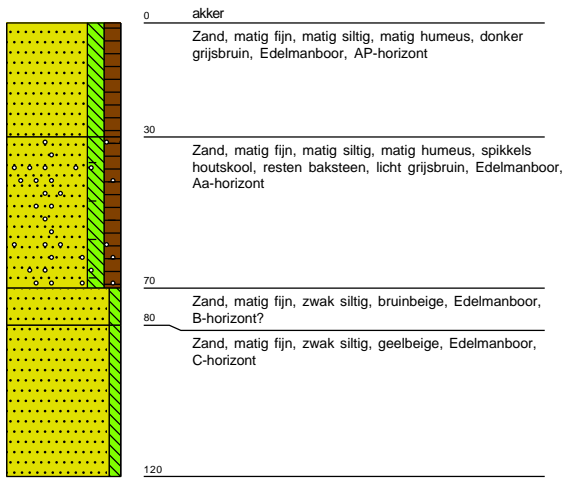 0
akker
Zand, matig fijn, matig siltig, matig humeus, donker
grijsbruin, Edelmanboor, AP-horizont
30
Zand, matig fijn, matig siltig, matig humeus, spikkels
houtskool, resten baksteen, licht grijsbruin, Edelmanboor,
Aa-horizont
70
Zand, matig fijn, zwak siltig, bruinbeige, Edelmanboor,
B-horizont?
80
Zand, matig fijn, zwak siltig, geelbeige, Edelmanboor,
C-horizont
120